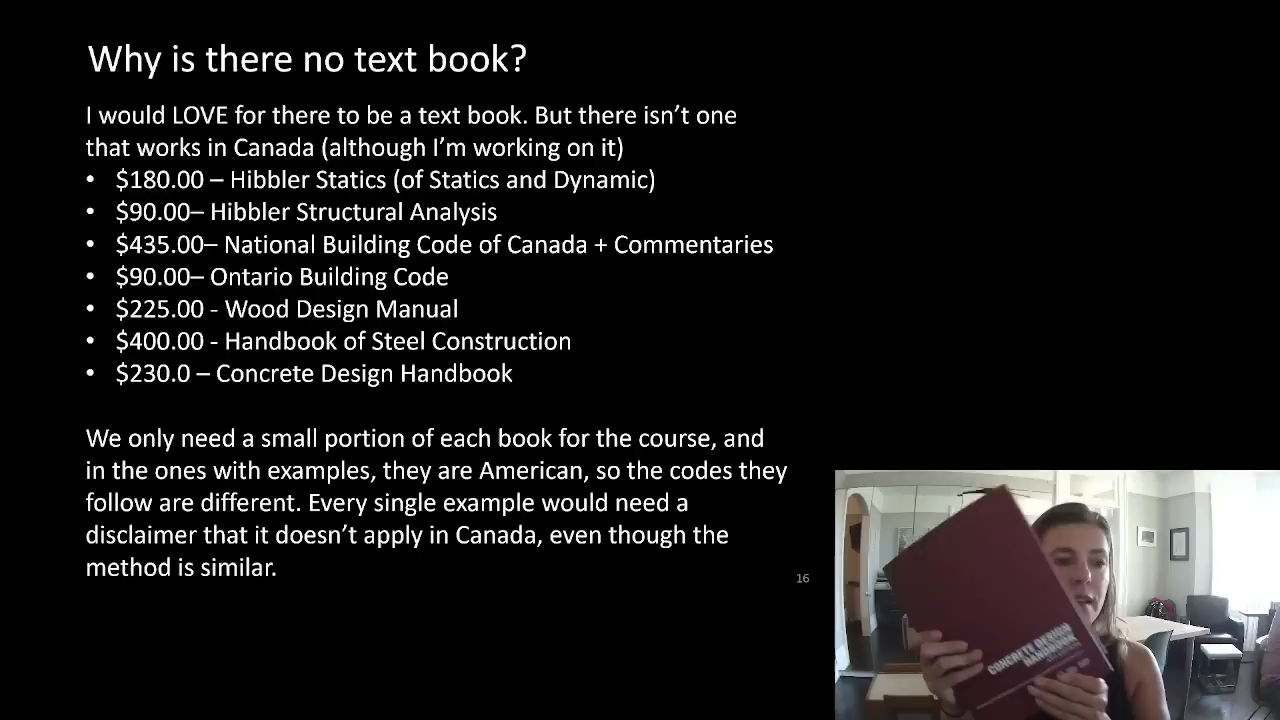 Why is there no text book?
I would LOVE for there to be a text book. But there isn’t one
that works in Canada (although I’m working on it)
• $180.00 – Hibbler Statics (of Statics and Dynamic)
• $90.00– Hibbler Structural Analysis
• $435.00– National Building Code of Canada + Commentaries
• $90.00– Ontario Building Code
• $225.00 - Wood Design Manual
• $400.00 - Handbook of Steel Construction
• $230.0 – Concrete Design Handbook
We only need a small portion of each book for the course, and
in the ones with examples, they are American, so the codes they
follow are different. Every single example would need a
disclaimer that it doesn’t apply in Canada, even though the
method is similar.
16
CONCRETE DESIGN
HANDBOOK